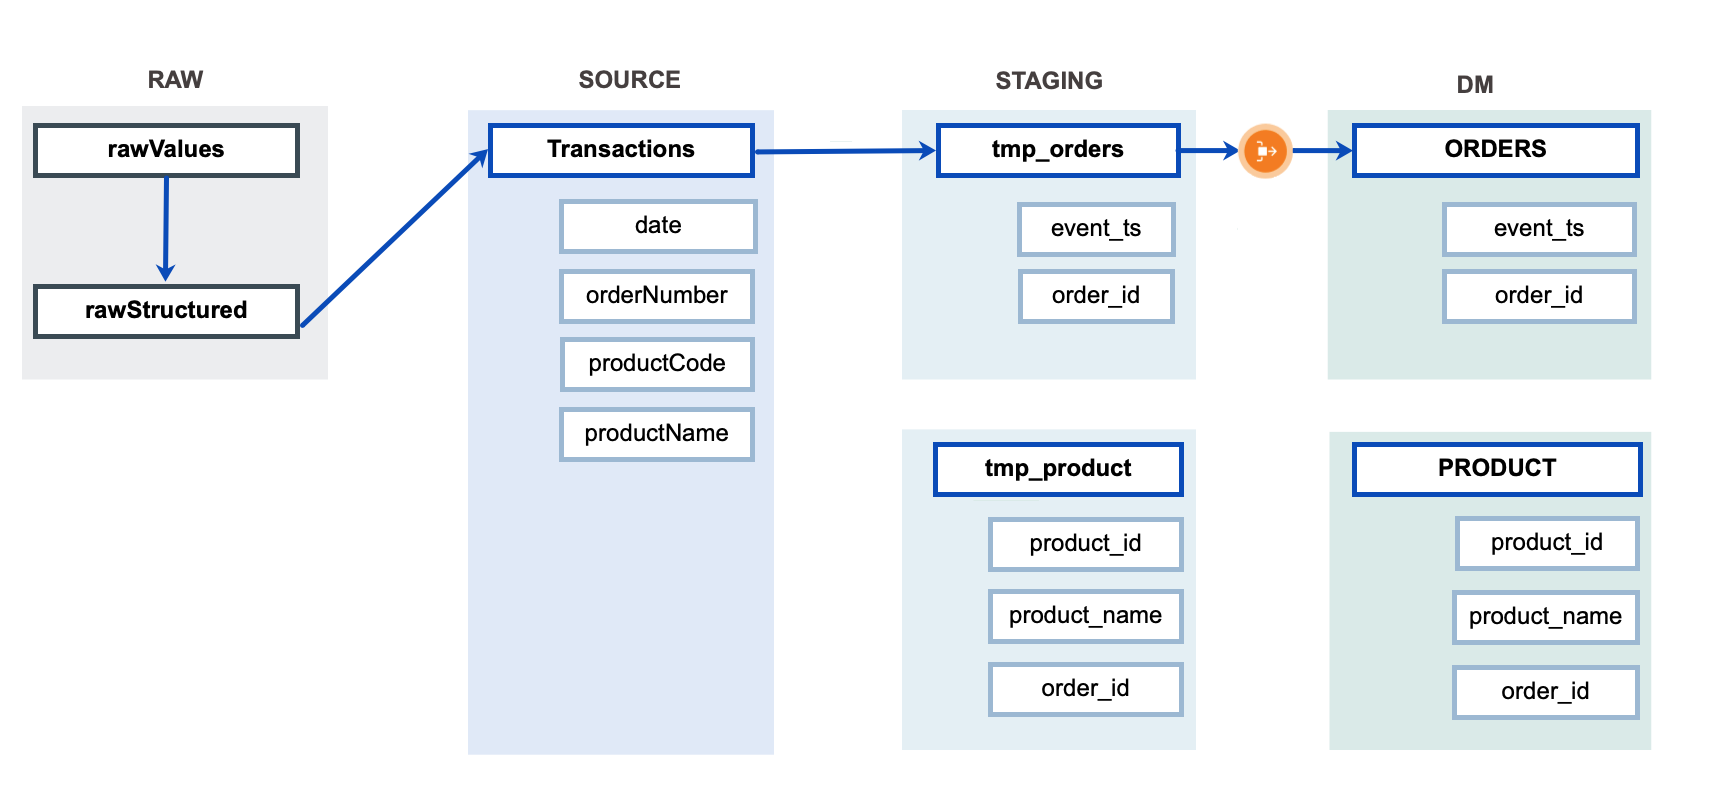 RAW
rawValues
rawStructured
SOURCE
Transactions
date
orderNumber
productCode
productName
STAGING
tmp_orders
event_ts
order_id
tmp_product
product_id
product_name
order_id
DM
ORDERS
event_ts
order_id
PRODUCT
product_id
product_name
order_id